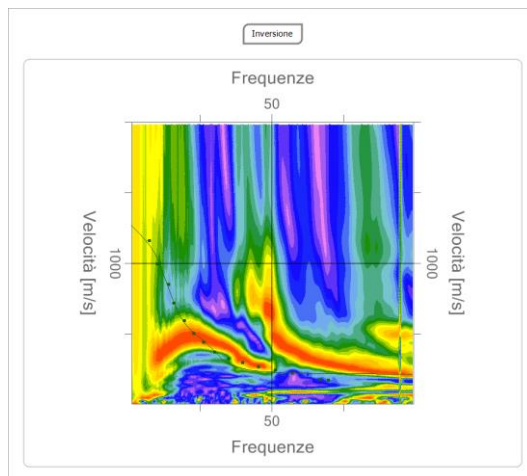 Inversione
Frequenze
50
Velocità [m/s]
1000
1000
Velocità [m/s]
50
Frequenze